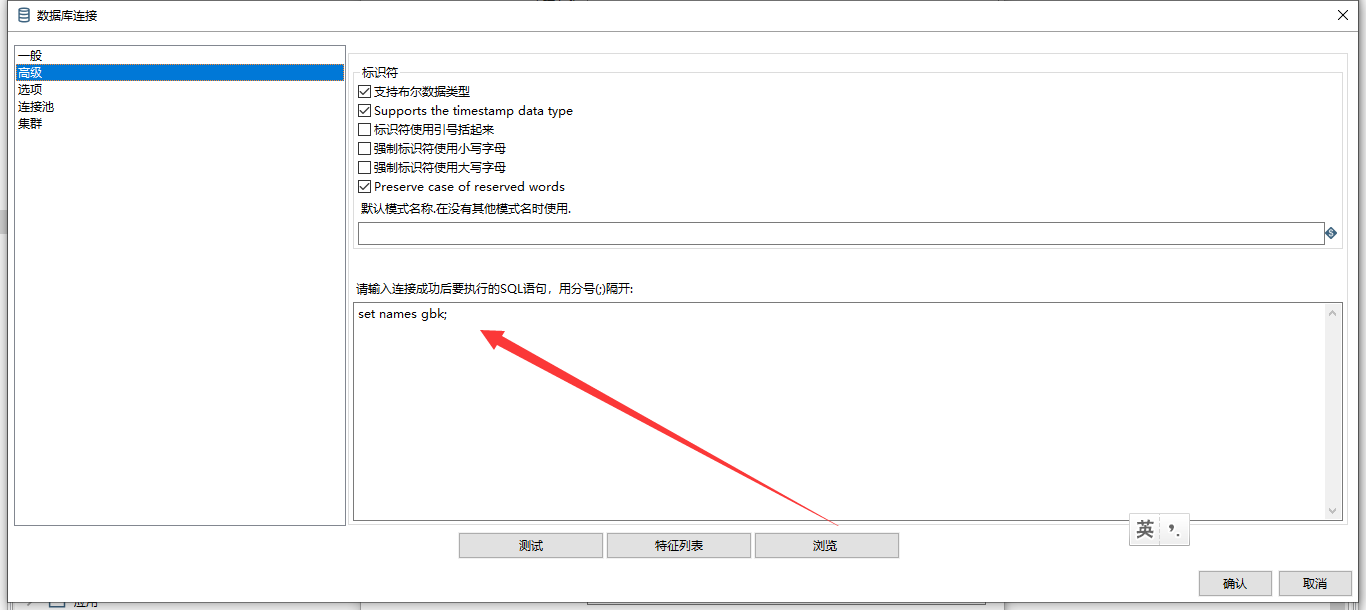 数据库连接
一般
高级
选项
连接池
集群
标识符
支持布尔数据类型
Supports the timestamp data type
标识符使用引号括起来
强制标识符使用小写字母
强制标识符使用大写字母
Preserve case of reserved words
默认模式名称.在没有其他模式名时使用.
请输入连接成功后要执行的SQL语句，用分号(;)隔开:
set names gbk;
测试
特征列表
浏览
英 ，.
确认
取消
应用